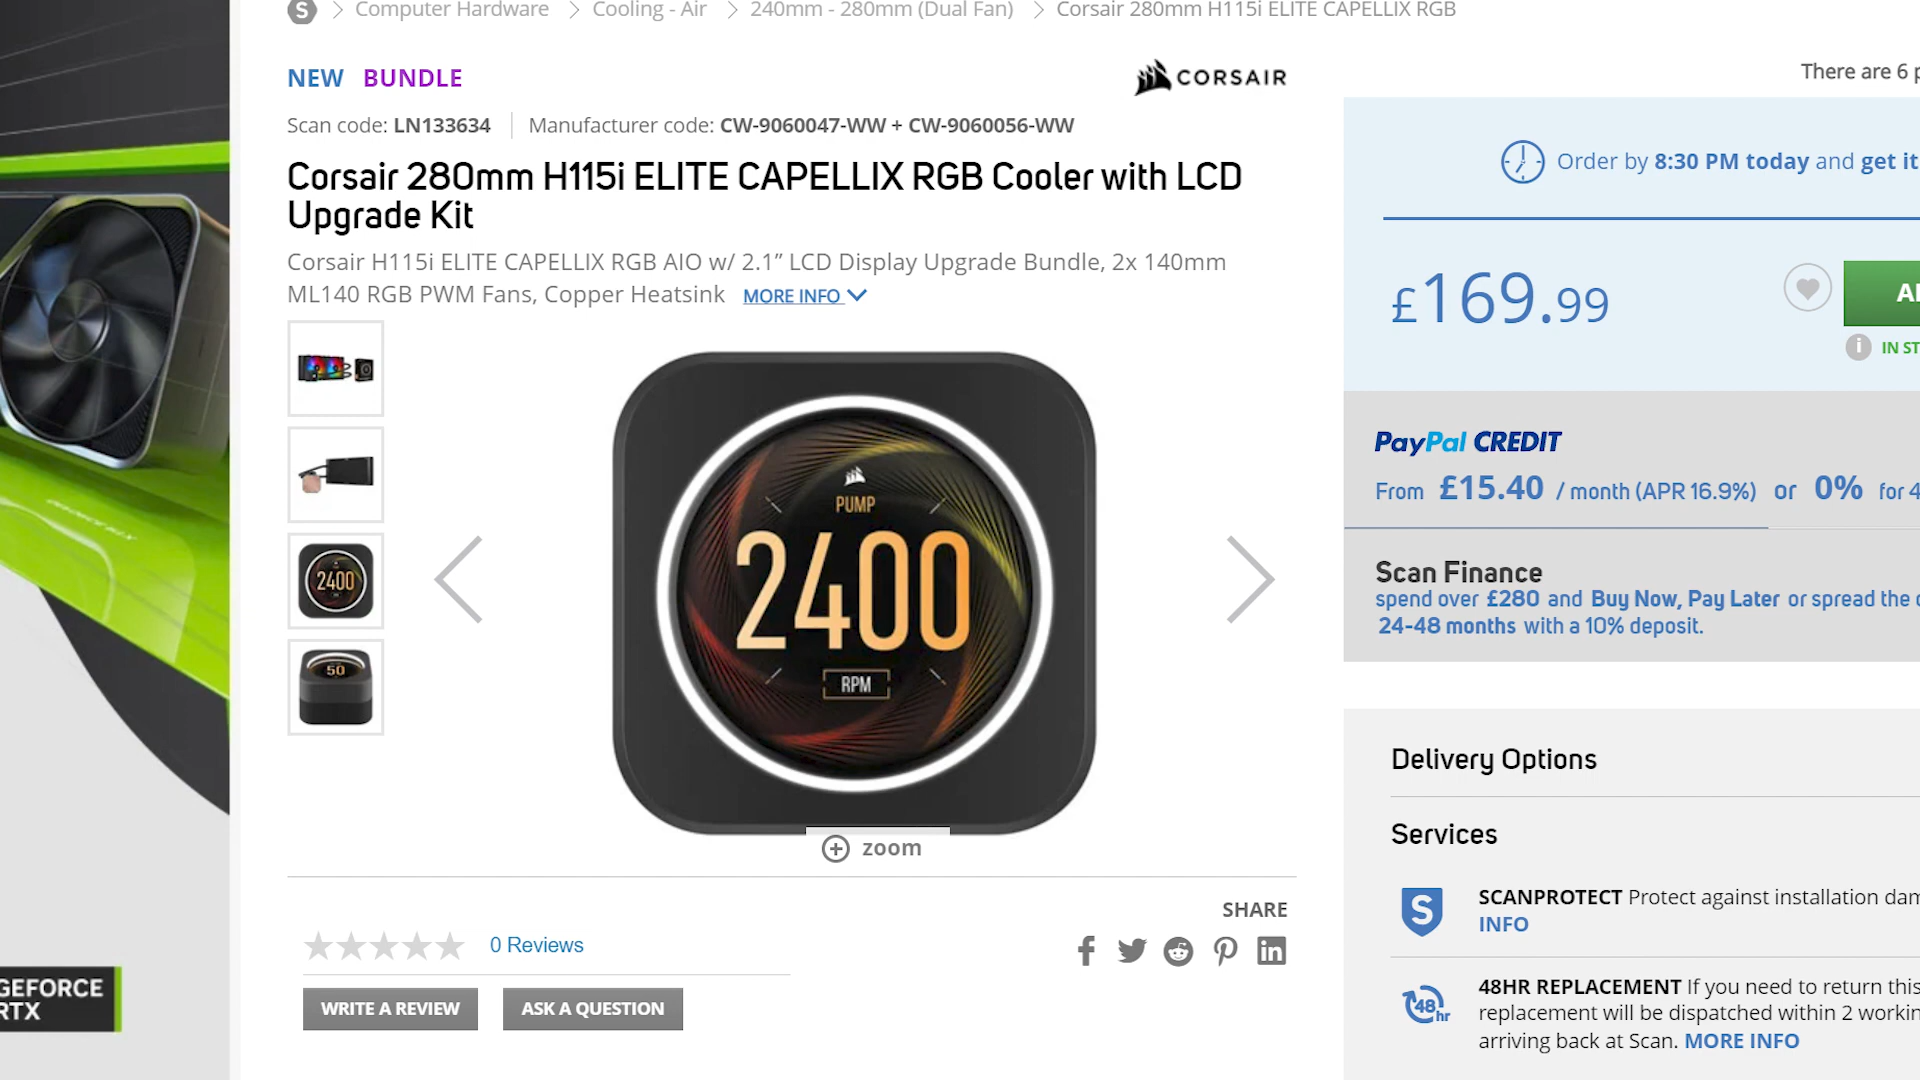 S Computer Hardware Cooling - Air 240mm - 280mm (Dual Fan) Corsair 280mm H115i ELITE CAPELLIX RGB
NEW BUNDLE
CORSAIR
Scan code: LN133634 Manufacturer code: CW-9060047-WW + CW-9060056-WW
Corsair 280mm H115i ELITE CAPELLIX RGB Cooler with LCD
Upgrade Kit
Corsair H115i ELITE CAPELLIX RGB AIO w/ 2.1” LCD Display Upgrade Bundle, 2x 140mm
ML140 RGB PWM Fans, Copper Heatsink MORE INFO
PUMP
2400
RPM
2400
50
zoom
SHARE
0 Reviews
WRITE A REVIEW ASK A QUESTION
There are 6
Order by 8:30 PM today and get it
£169.99
IN ST
PayPal CREDIT
From £15.40 / month (APR 16.9%) or 0% for 4
Scan Finance
spend over £280 and Buy Now, Pay Later or spread the
24-48 months with a 10% deposit.
Delivery Options
Services
S
SCANPROTECT Protect against installation dam
INFO
48hr
48HR REPLACEMENT If you need to return this
replacement will be dispatched within 2 workin
arriving back at Scan. MORE INFO
GEFORCE
RTX